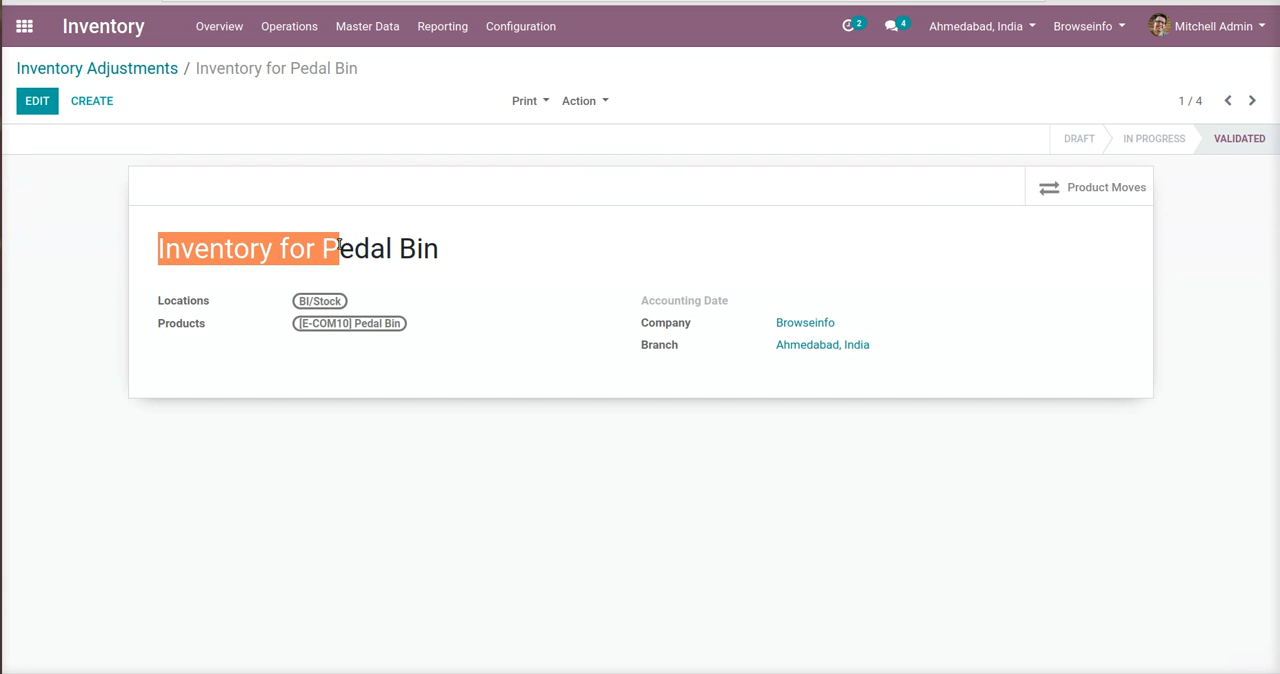 Inventory Overview Operations Master Data Reporting Configuration 2 4 Ahmedabad, India Browseinfo Mitchell Admin
Inventory Adjustments / Inventory for Pedal Bin
EDIT CREATE Print Action 1 / 4
DRAFT IN PROGRESS VALIDATED
Product Moves
Inventory for Pedal Bin
Locations BI/Stock Accounting Date
Products [E-COM10] Pedal Bin Company Browseinfo
Branch Ahmedabad, India